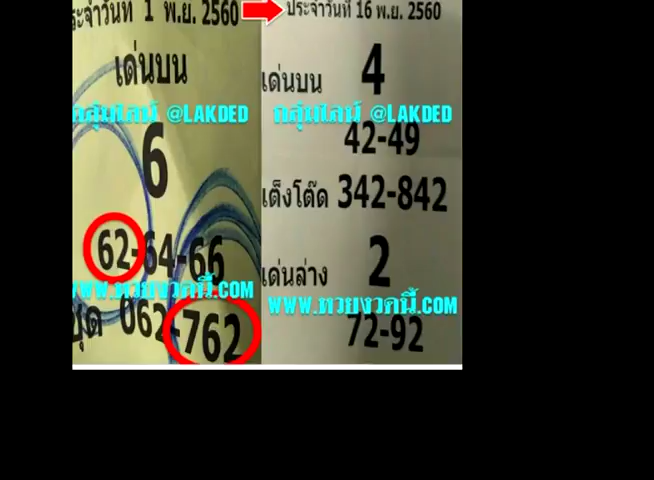 ระจำวันที่ 1 พ.ย. 2560
เด่นบน
กลุ่มไลน์ @LAKDED
6
62-64-66
WWW.หวยงวดนี้.COM
ชุด 062-762
ประจำวันที่ 16 พ.ย. 2560
เด่นบน 4
กลุ่มไลน์ @LAKDED
42-49
เต็งโต๊ด 342-842
เด่นล่าง 2
WWW.หวยงวดนี้.COM
72-92